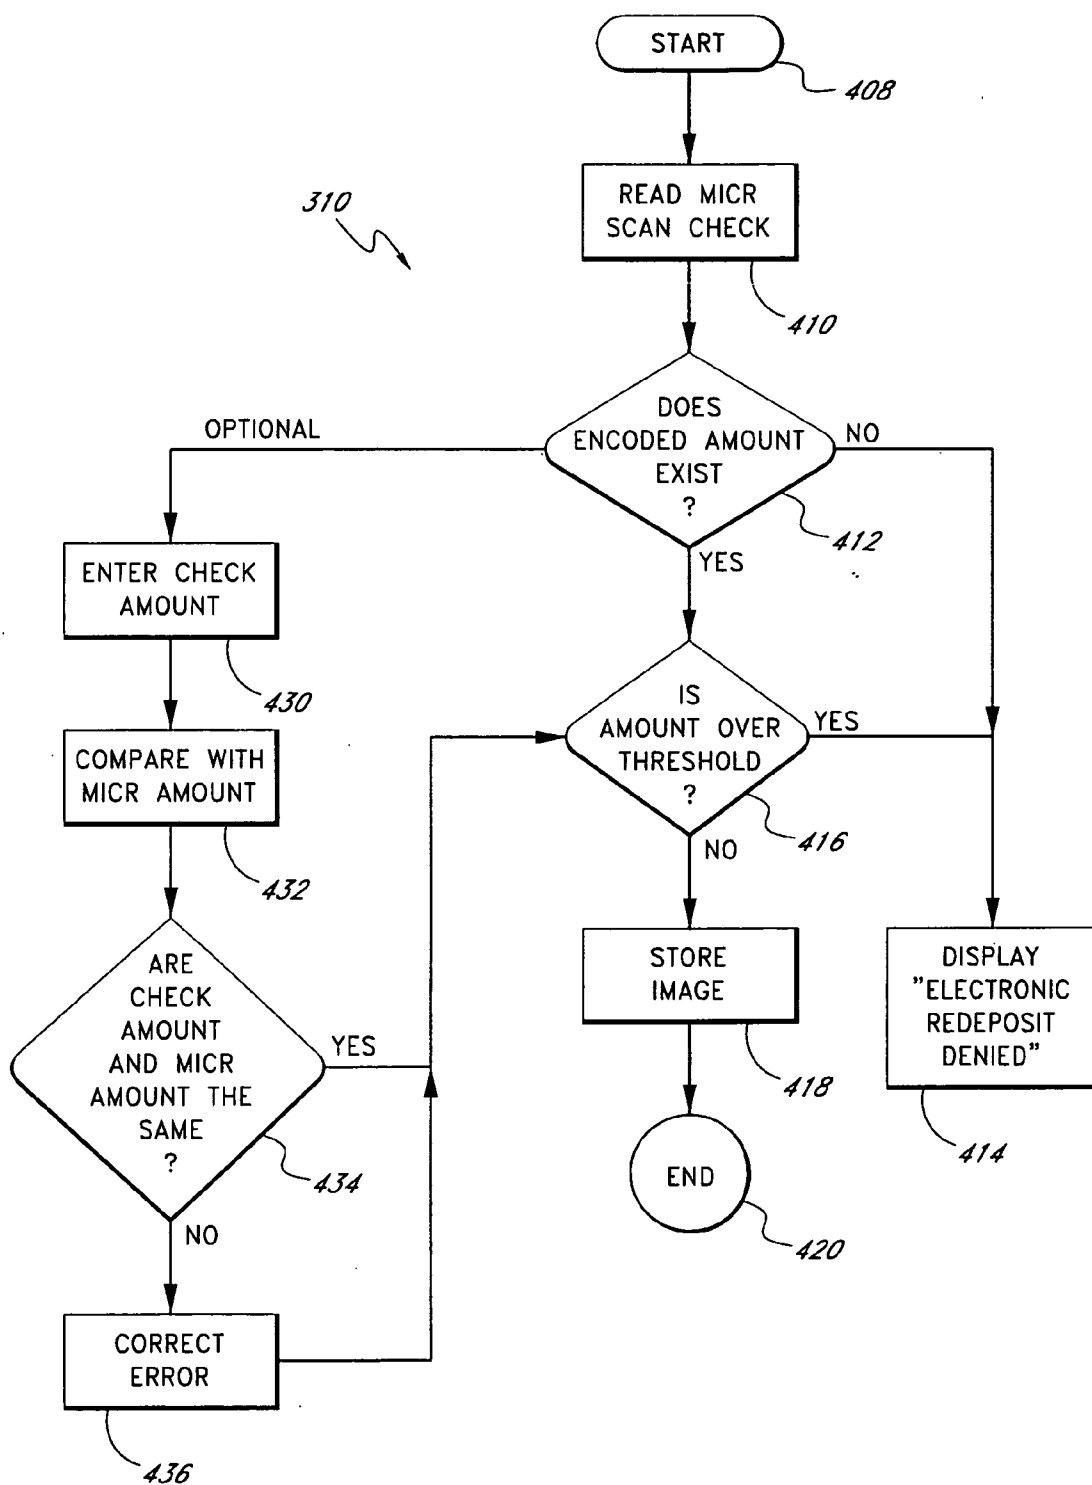 START
408
310
READ MICR
SCAN CHECK
410
DOES
ENCODED AMOUNT
EXIST
?
OPTIONAL
NO
412
YES
ENTER CHECK
AMOUNT
430
IS
AMOUNT OVER
THRESHOLD
?
YES
416
NO
COMPARE WITH
MICR AMOUNT
432
ARE
CHECK
AMOUNT
AND MICR
AMOUNT THE
SAME
?
YES
434
NO
STORE
IMAGE
418
DISPLAY
"ELECTRONIC
REDEPOSIT
DENIED"
414
END
420
CORRECT
ERROR
436